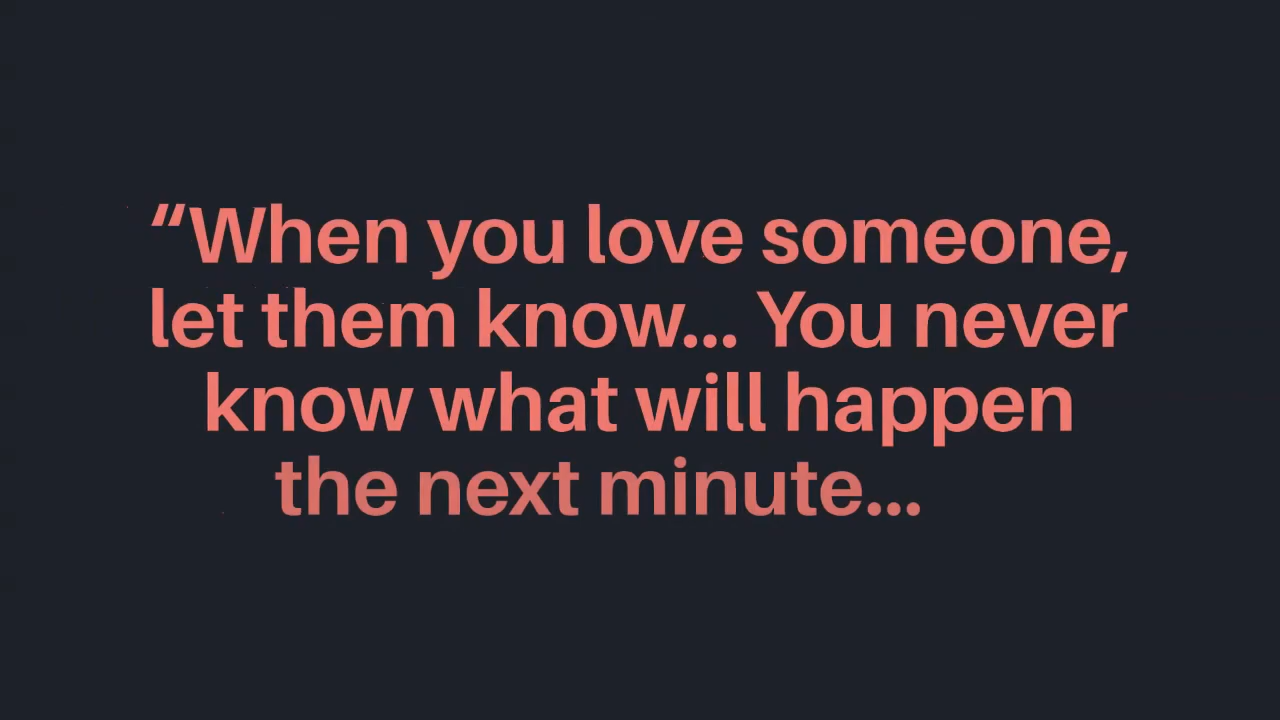 “When you love someone,
let them know... You never
know what will happen
the next minute...